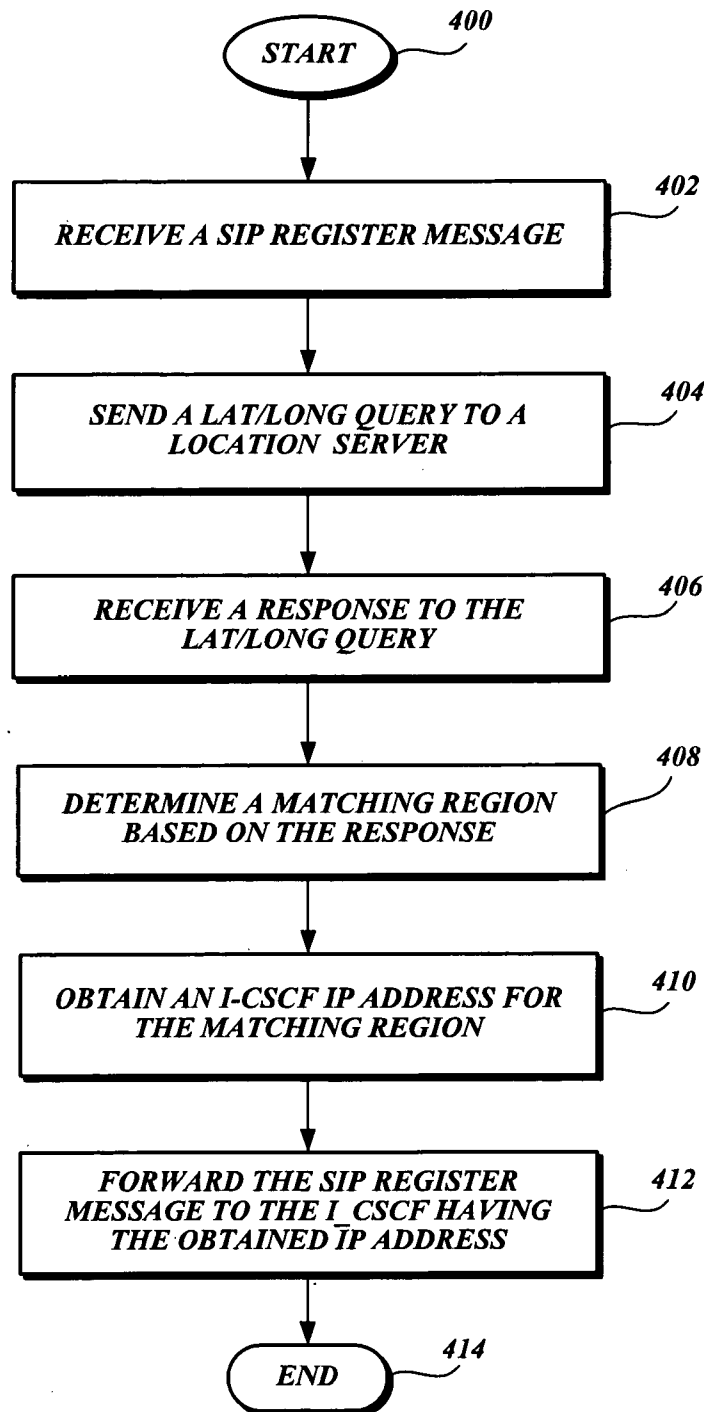 START
400
RECEIVE A SIP REGISTER MESSAGE
402
SEND A LAT/LONG QUERY TO A
LOCATION SERVER
404
RECEIVE A RESPONSE TO THE
LAT/LONG QUERY
406
DETERMINE A MATCHING REGION
BASED ON THE RESPONSE
408
OBTAIN AN I-CSCF IP ADDRESS FOR
THE MATCHING REGION
410
FORWARD THE SIP REGISTER
MESSAGE TO THE I_CSCF HAVING
THE OBTAINED IP ADDRESS
412
END
414